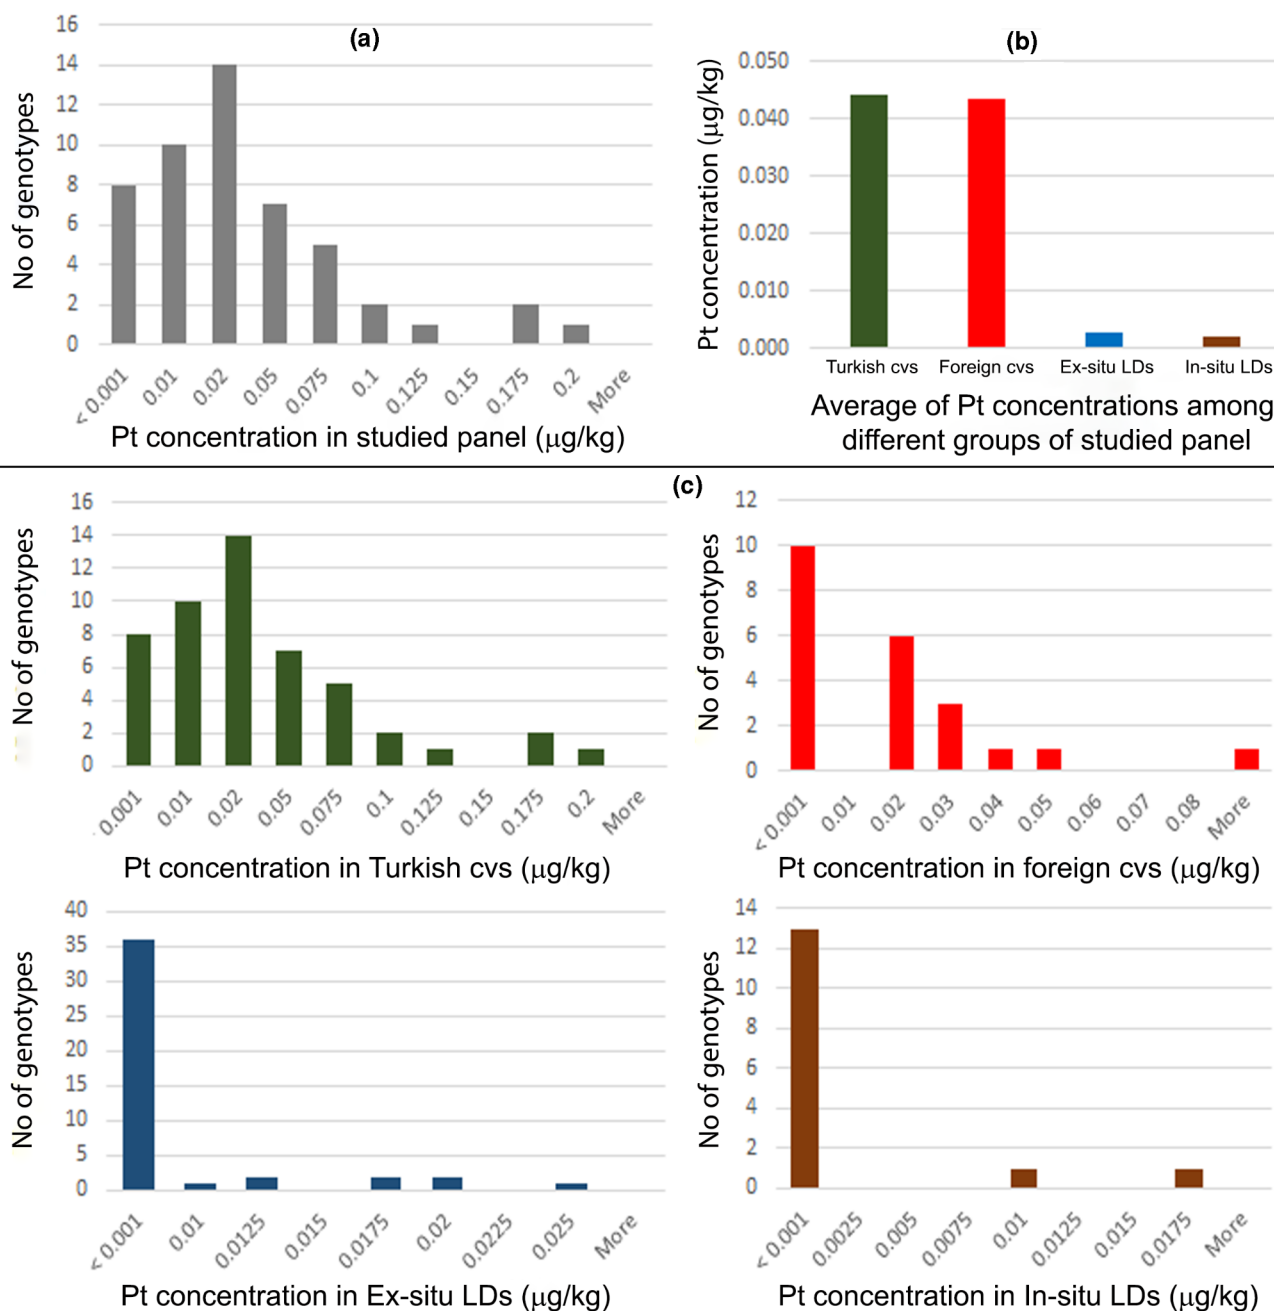 (a)
16
14
12
10
8
6
4
2
0
No of genotypes
< 0.001 0.01 0.02 0.05 0.075 0.1 0.125 0.15 0.175 0.2 More
Pt concentration in studied panel (µg/kg)
(b)
0.050
0.040
0.030
0.020
0.010
0.000
Pt concentration (µg/kg)
Turkish cvs Foreign cvs Ex-situ LDs In-situ LDs
Average of Pt concentrations among
different groups of studied panel
(c)
16
14
12
10
8
6
4
2
0
No of genotypes
0.001 0.01 0.02 0.05 0.075 0.1 0.125 0.15 0.175 0.2 More
Pt concentration in Turkish cvs (µg/kg)
12
10
8
6
4
2
0
No of genotypes
< 0.001 0.01 0.02 0.03 0.04 0.05 0.06 0.07 0.08 More
Pt concentration in foreign cvs (µg/kg)
40
35
30
25
20
15
10
5
0
No of genotypes
< 0.001 0.01 0.0125 0.015 0.0175 0.02 0.0225 0.025 More
Pt concentration in Ex-situ LDs (µg/kg)
14
12
10
8
6
4
2
0
No of genotypes
< 0.001 0.0025 0.005 0.0075 0.01 0.0125 0.015 0.0175 More
Pt concentration in In-situ LDs (µg/kg)